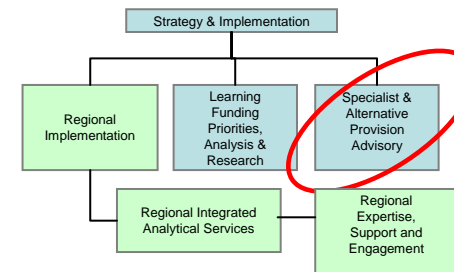 Strategy & Implementation
Regional
Implementation
Learning
Funding
Priorities,
Analysis &
Research
Specialist &
Alternative
Provision
Advisory
Regional Integrated
Analytical Services
Regional
Expertise,
Support and
Engagement